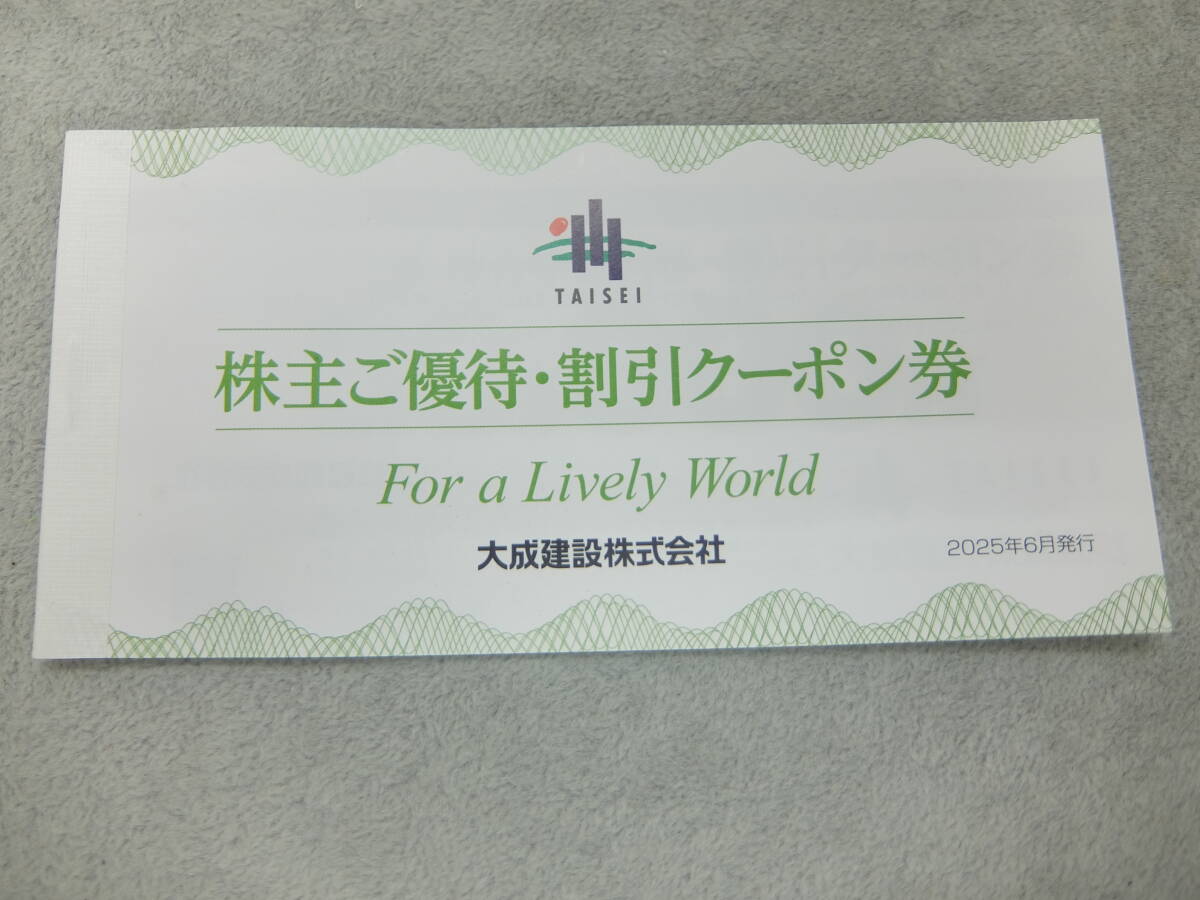 TAISEI
株主ご優待・割引クーポン券
For a Lively World
大成建設株式会社
2025年6月発行